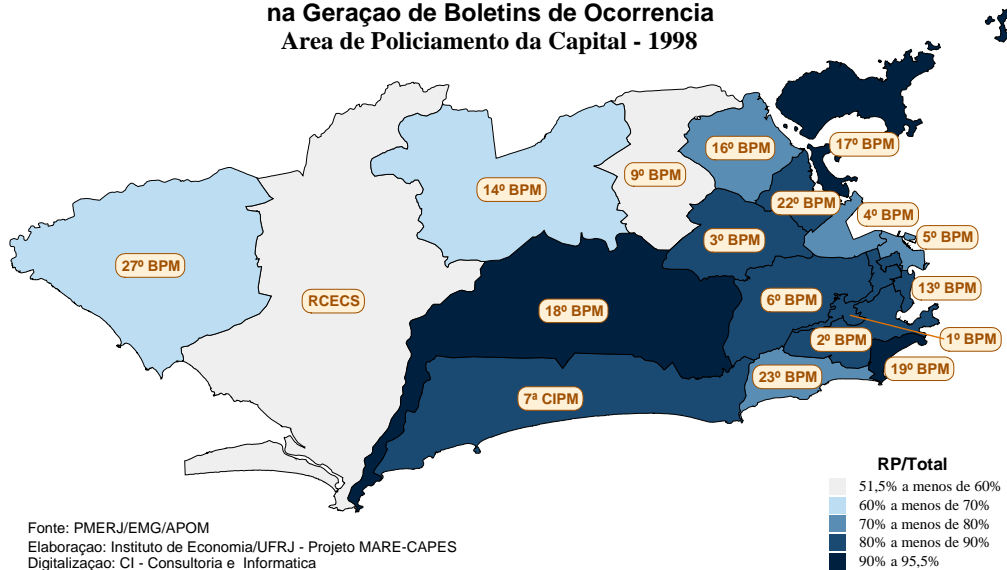 na Geraçao de Boletins de Ocorrencia
Area de Policiamento da Capital - 1998
17º BPM
16º BPM
9º BPM
14º BPM
22º BPM
4º BPM
5º BPM
3º BPM
27º BPM
13º BPM
RCECS
6º BPM
18º BPM
1º BPM
2º BPM
19º BPM
23º BPM
7ª CIPM
RP/Total
51,5% a menos de 60%
60% a menos de 70%
70% a menos de 80%
80% a menos de 90%
90% a 95,5%
Fonte: PMERJ/EMG/APOM
Elaboraçao: Instituto de Economia/UFRJ - Projeto MARE-CAPES
Digitalizaçao: CI - Consultoria e Informatica